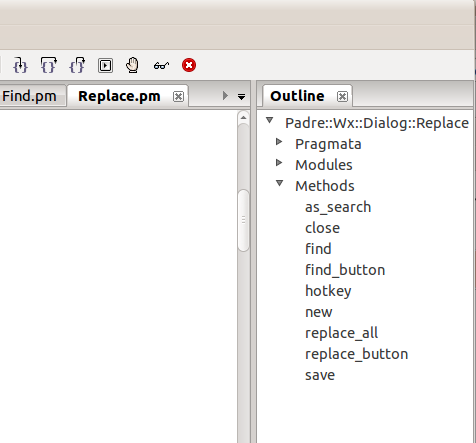 Find.pm
Replace.pm
Outline
Padre::Wx::Dialog::Replace
Pragmata
Modules
Methods
as_search
close
find
find_button
hotkey
new
replace_all
replace_button
save